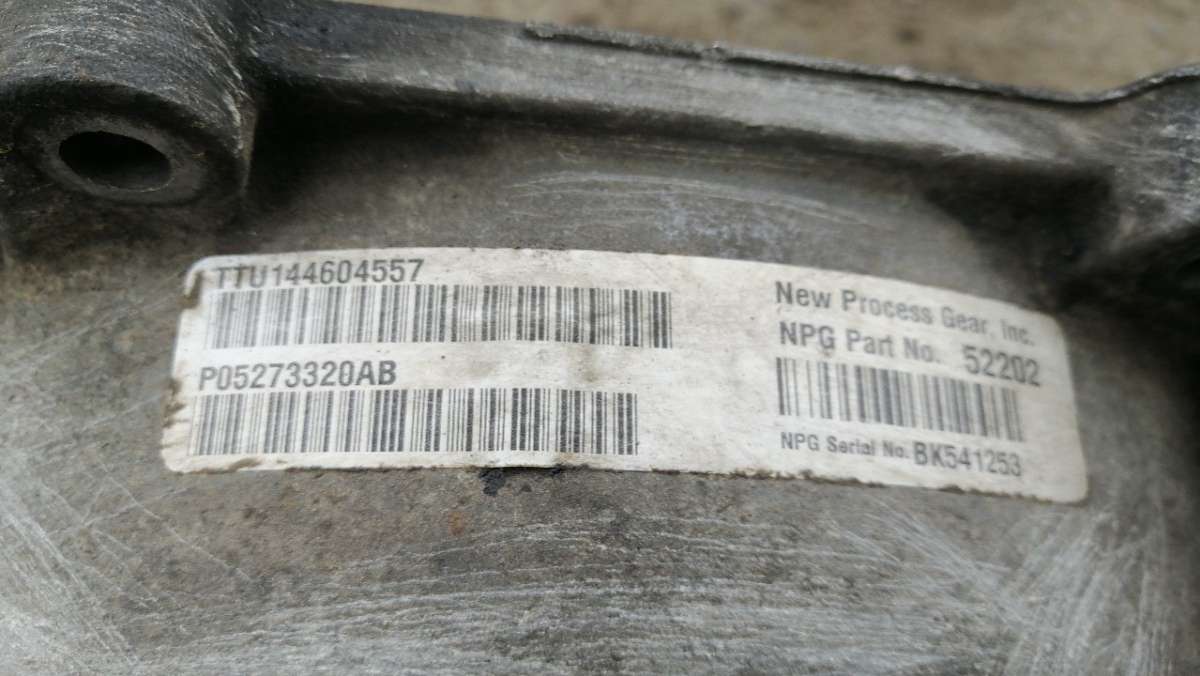 TTU144604557
P05273320AB
New Process Gear, Inc.
NPG Part No. 52202
NPG Serial No. BK541253